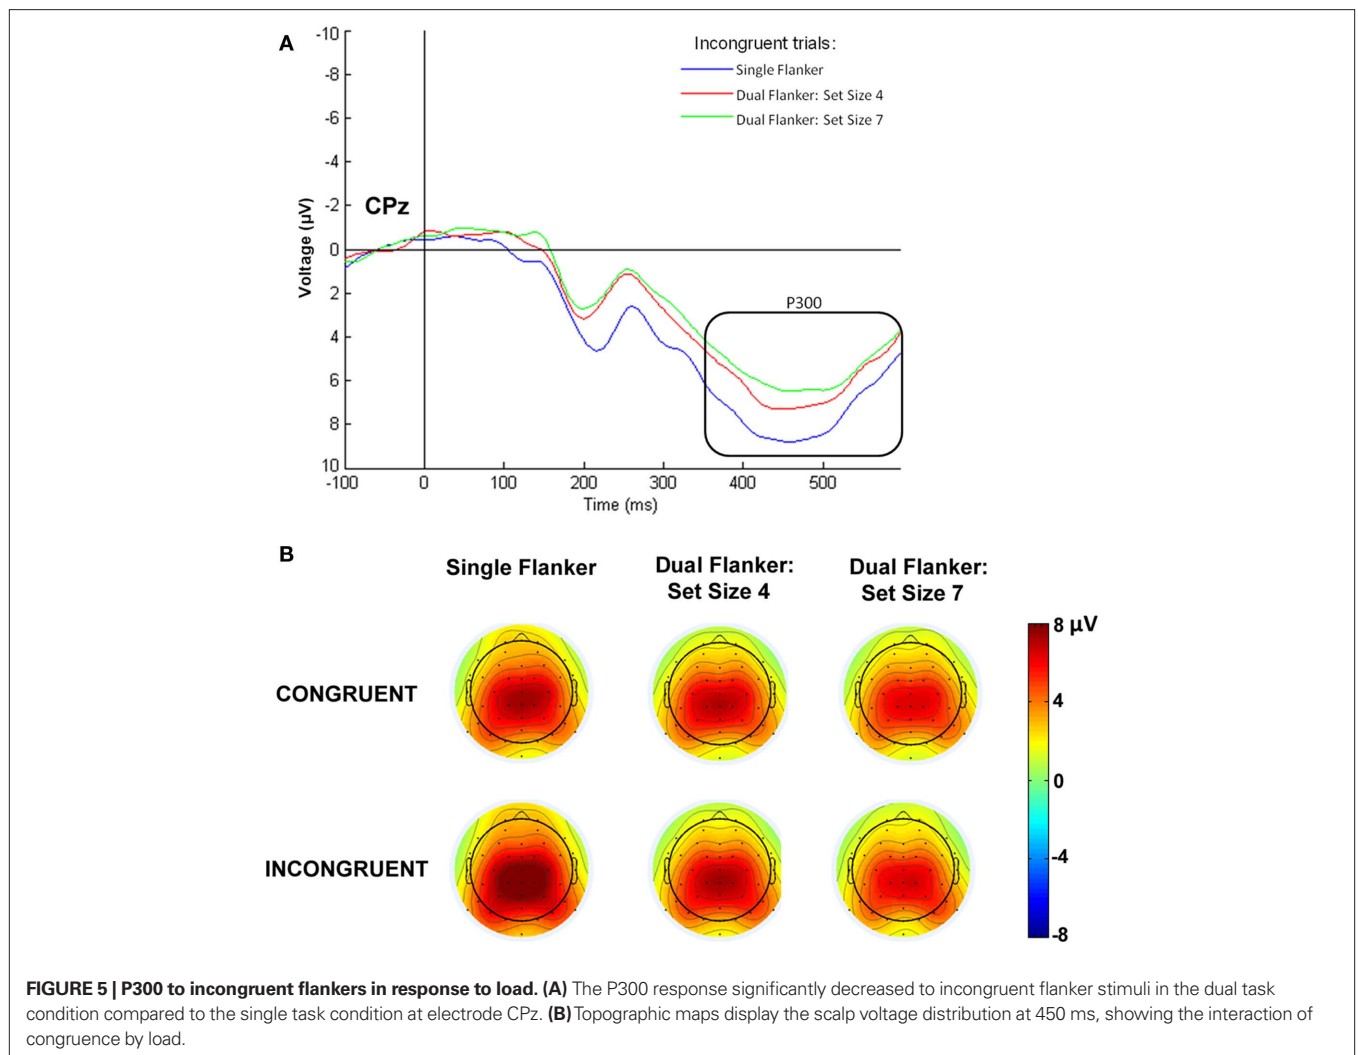 A
Incongruent trials:
Single Flanker
Dual Flanker: Set Size 4
Dual Flanker: Set Size 7
-10
-8
-6
-4
-2
0
2
4
6
8
10
Voltage (µV)
CPz
P300
-100 0 100 200 300 400 500
Time (ms)
B
Single Flanker
Dual Flanker:
Set Size 4
Dual Flanker:
Set Size 7
CONGRUENT
INCONGRUENT
8 µV
4
0
-4
-8
FIGURE 5 | P300 to incongruent flankers in response to load. (A) The P300 response significantly decreased to incongruent flanker stimuli in the dual task
condition compared to the single task condition at electrode CPz. (B) Topographic maps display the scalp voltage distribution at 450 ms, showing the interaction of
congruence by load.